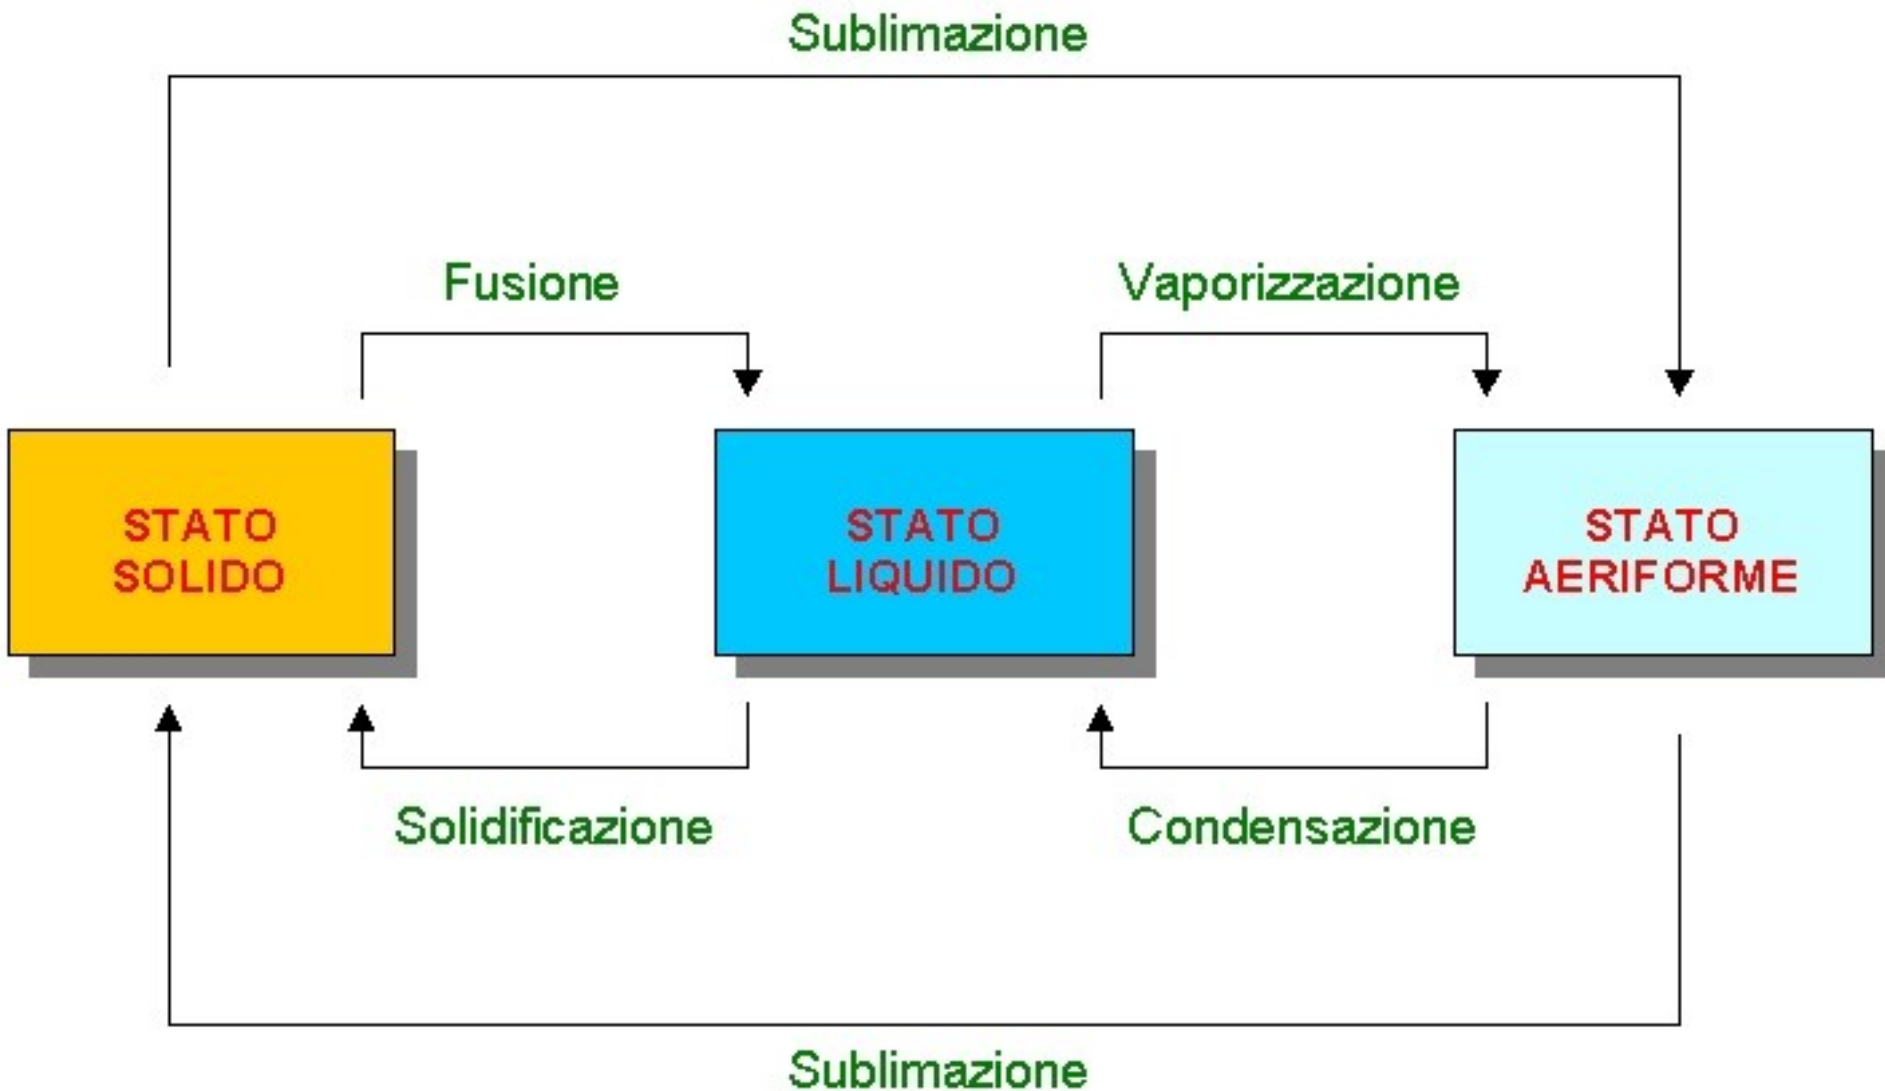 Sublimazione
Fusione
Vaporizzazione
STATO
SOLIDO
STATO
LIQUIDO
STATO
AERIFORME
Solidificazione
Condensazione
Sublimazione